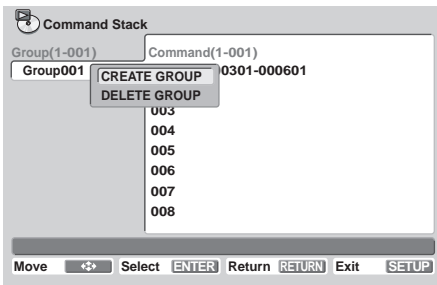 Command Stack
Group(1-001) Command(1-001)
Group001 0301-000601
CREATE GROUP
DELETE GROUP
003
004
005
006
007
008
Move Select ENTER Return RETURN Exit SETUP